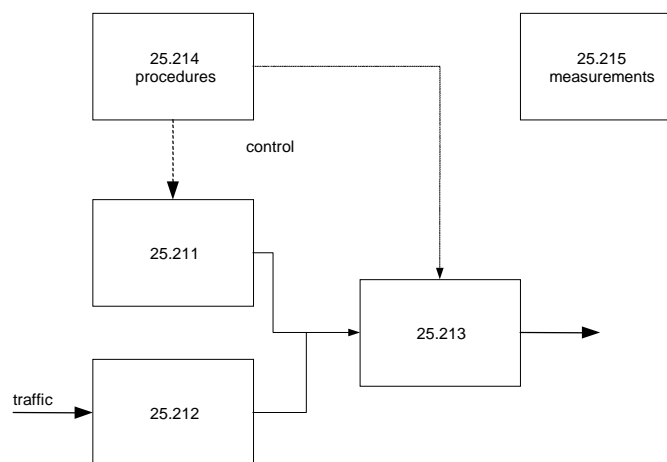 25.214
procedures
25.215
measurements
control
25.211
25.213
traffic
25.212